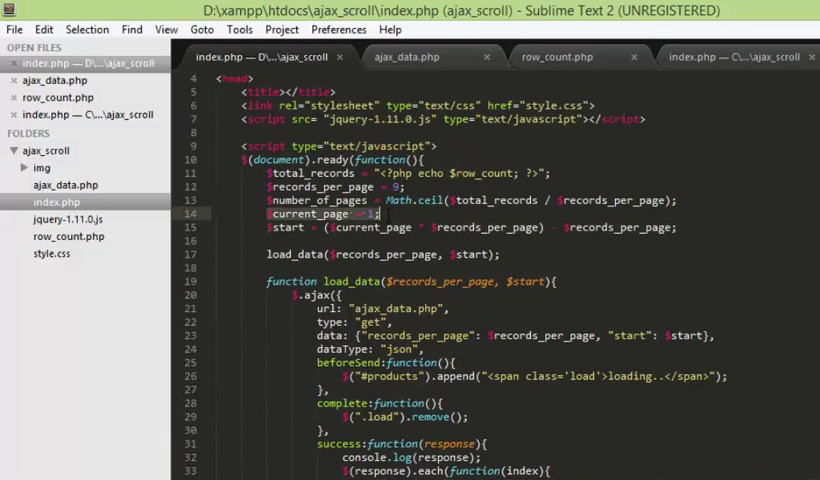 D:\xampp\htdocs\ajax_scroll\index.php (ajax_scroll) - Sublime Text 2 (UNREGISTERED)
File Edit Selection Find View Goto Tools Project Preferences Help
OPEN FILES
index.php — D\...\ajax_scroll
ajax_data.php
row_count.php
index.php — C\...\ajax_scroll
FOLDERS
ajax_scroll
img
ajax_data.php
index.php
jquery-1.11.0.js
row_count.php
style.css
index.php — D\...\ajax_scroll ajax_data.php row_count.php index.php — C\...\ajax_scroll
4 <head>
5 <title></title>
6 <link rel="stylesheet" type="text/css" href="style.css">
7 <script src= "jquery-1.11.0.js" type="text/javascript"></script>
8
9 <script type="text/javascript">
10 $(document).ready(function(){
11 $total_records = "<?php echo $row_count; ?>";
12 $records_per_page = 9;
13 $number_of_pages = Math.ceil($total_records / $records_per_page);
14 $current_page = 1;
15 $start = ($current_page * $records_per_page) - $records_per_page;
16
17 load_data($records_per_page, $start);
18
19 function load_data($records_per_page, $start){
20 $.ajax({
21 url: "ajax_data.php",
22 type: "get",
23 data: {"records_per_page": $records_per_page, "start": $start},
24 dataType: "json",
25 beforeSend:function(){
26 $("#products").append("<span class='load'>loading..</span>");
27 },
28 complete:function(){
29 $(".load").remove();
30 },
31 success:function(response){
32 console.log(response);
33 $(response).each(function(index){